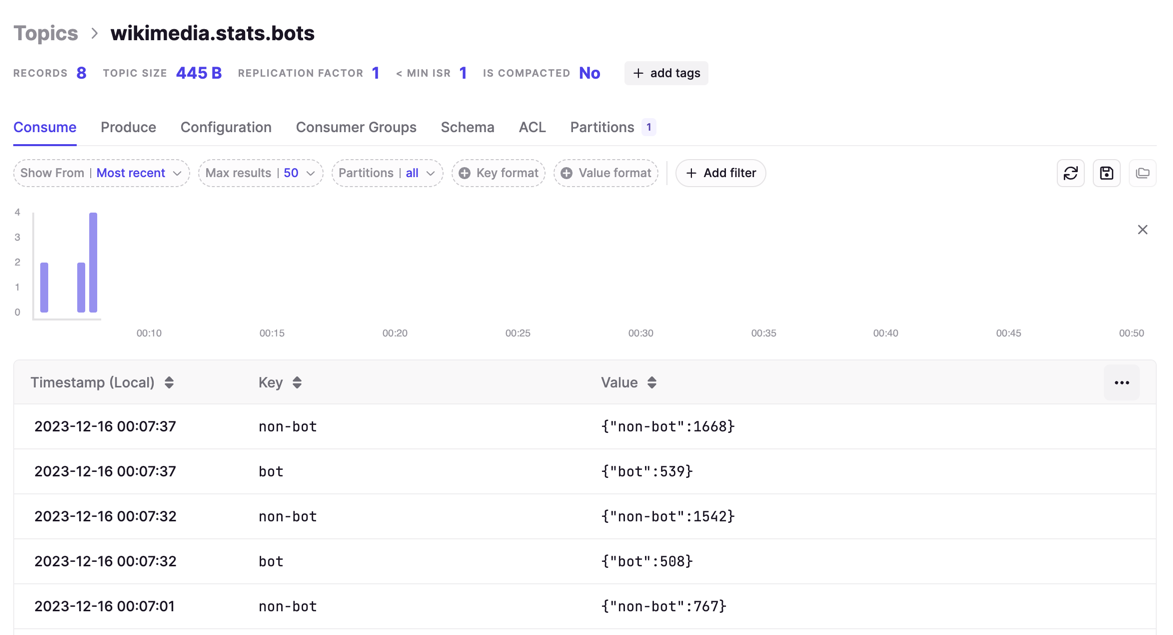 Topics > wikimedia.stats.bots
RECORDS 8 TOPIC SIZE 445 B REPLICATION FACTOR 1 < MIN ISR 1 IS COMPACTED No + add tags
Consume Produce Configuration Consumer Groups Schema ACL Partitions 1
Show From | Most recent Max results | 50 Partitions | all Key format Value format + Add filter
4
3
2
1
0
00:10 00:15 00:20 00:25 00:30 00:35 00:40 00:45 00:50
Timestamp (Local) Key Value
2023-12-16 00:07:37 non-bot {"non-bot":1668}
2023-12-16 00:07:37 bot {"bot":539}
2023-12-16 00:07:32 non-bot {"non-bot":1542}
2023-12-16 00:07:32 bot {"bot":508}
2023-12-16 00:07:01 non-bot {"non-bot":767}